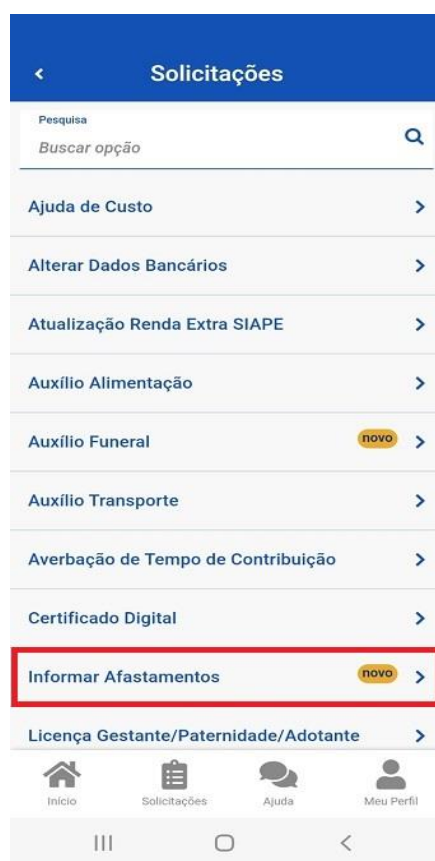 Solicitações
Pesquisa
Buscar opção
Ajuda de Custo
Alterar Dados Bancários
Atualização Renda Extra SIAPE
Auxílio Alimentação
Auxílio Funeral novo
Auxílio Transporte
Averbação de Tempo de Contribuição
Certificado Digital
Informar Afastamentos novo
Licença Gestante/Paternidade/Adotante
Início Solicitações Ajuda Meu Perfil